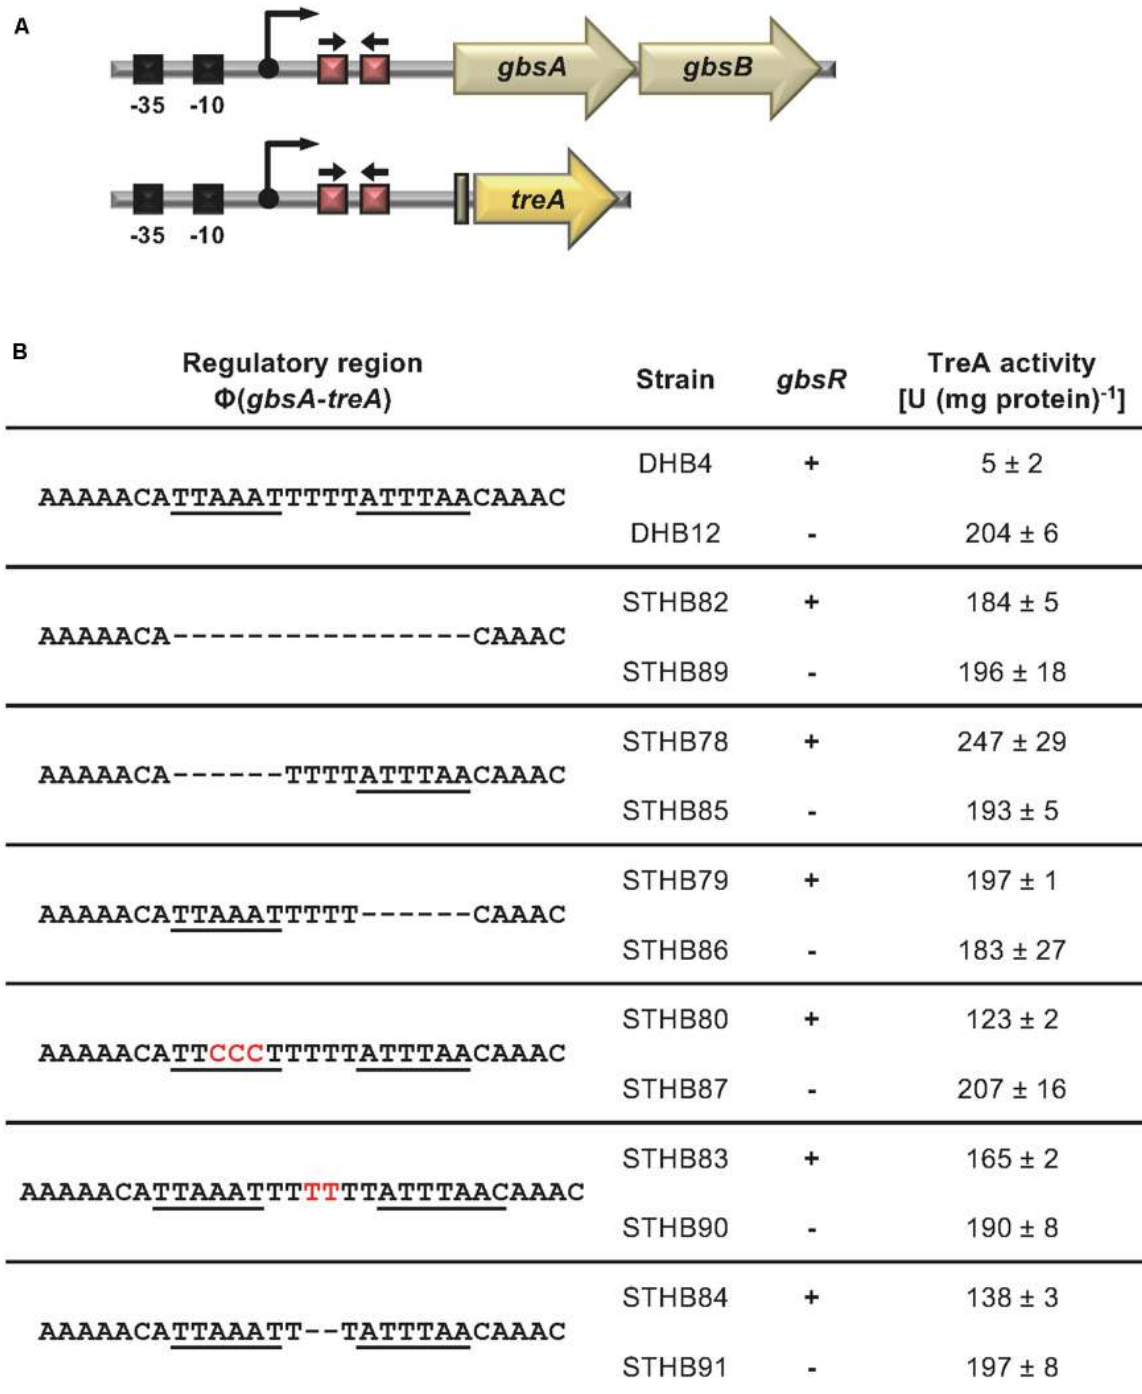 A
gbsA
gbsB
-35
-10
treA
-35
-10
B
Regulatory region
Φ(gbsA-treA)
Strain
gbsR
TreA activity
[U (mg protein)⁻¹]
AAAAACATTAAATTTTTATTTAACAAAC
DHB4 + 5 ± 2
DHB12 - 204 ± 6
AAAAACA----------------CAAAC
STHB82 + 184 ± 5
STHB89 - 196 ± 18
AAAAACA------TTTTATTTAACAAAC
STHB78 + 247 ± 29
STHB85 - 193 ± 5
AAAAACATTAAATTTTT------CAAAC
STHB79 + 197 ± 1
STHB86 - 183 ± 27
AAAAACATTCCCTTTTTATTTAACAAAC
STHB80 + 123 ± 2
STHB87 - 207 ± 16
AAAAACATTAAATTTTTTTATTTAACAAAC
STHB83 + 165 ± 2
STHB90 - 190 ± 8
AAAAACATTAAATT--TATTTAACAAAC
STHB84 + 138 ± 3
STHB91 - 197 ± 8